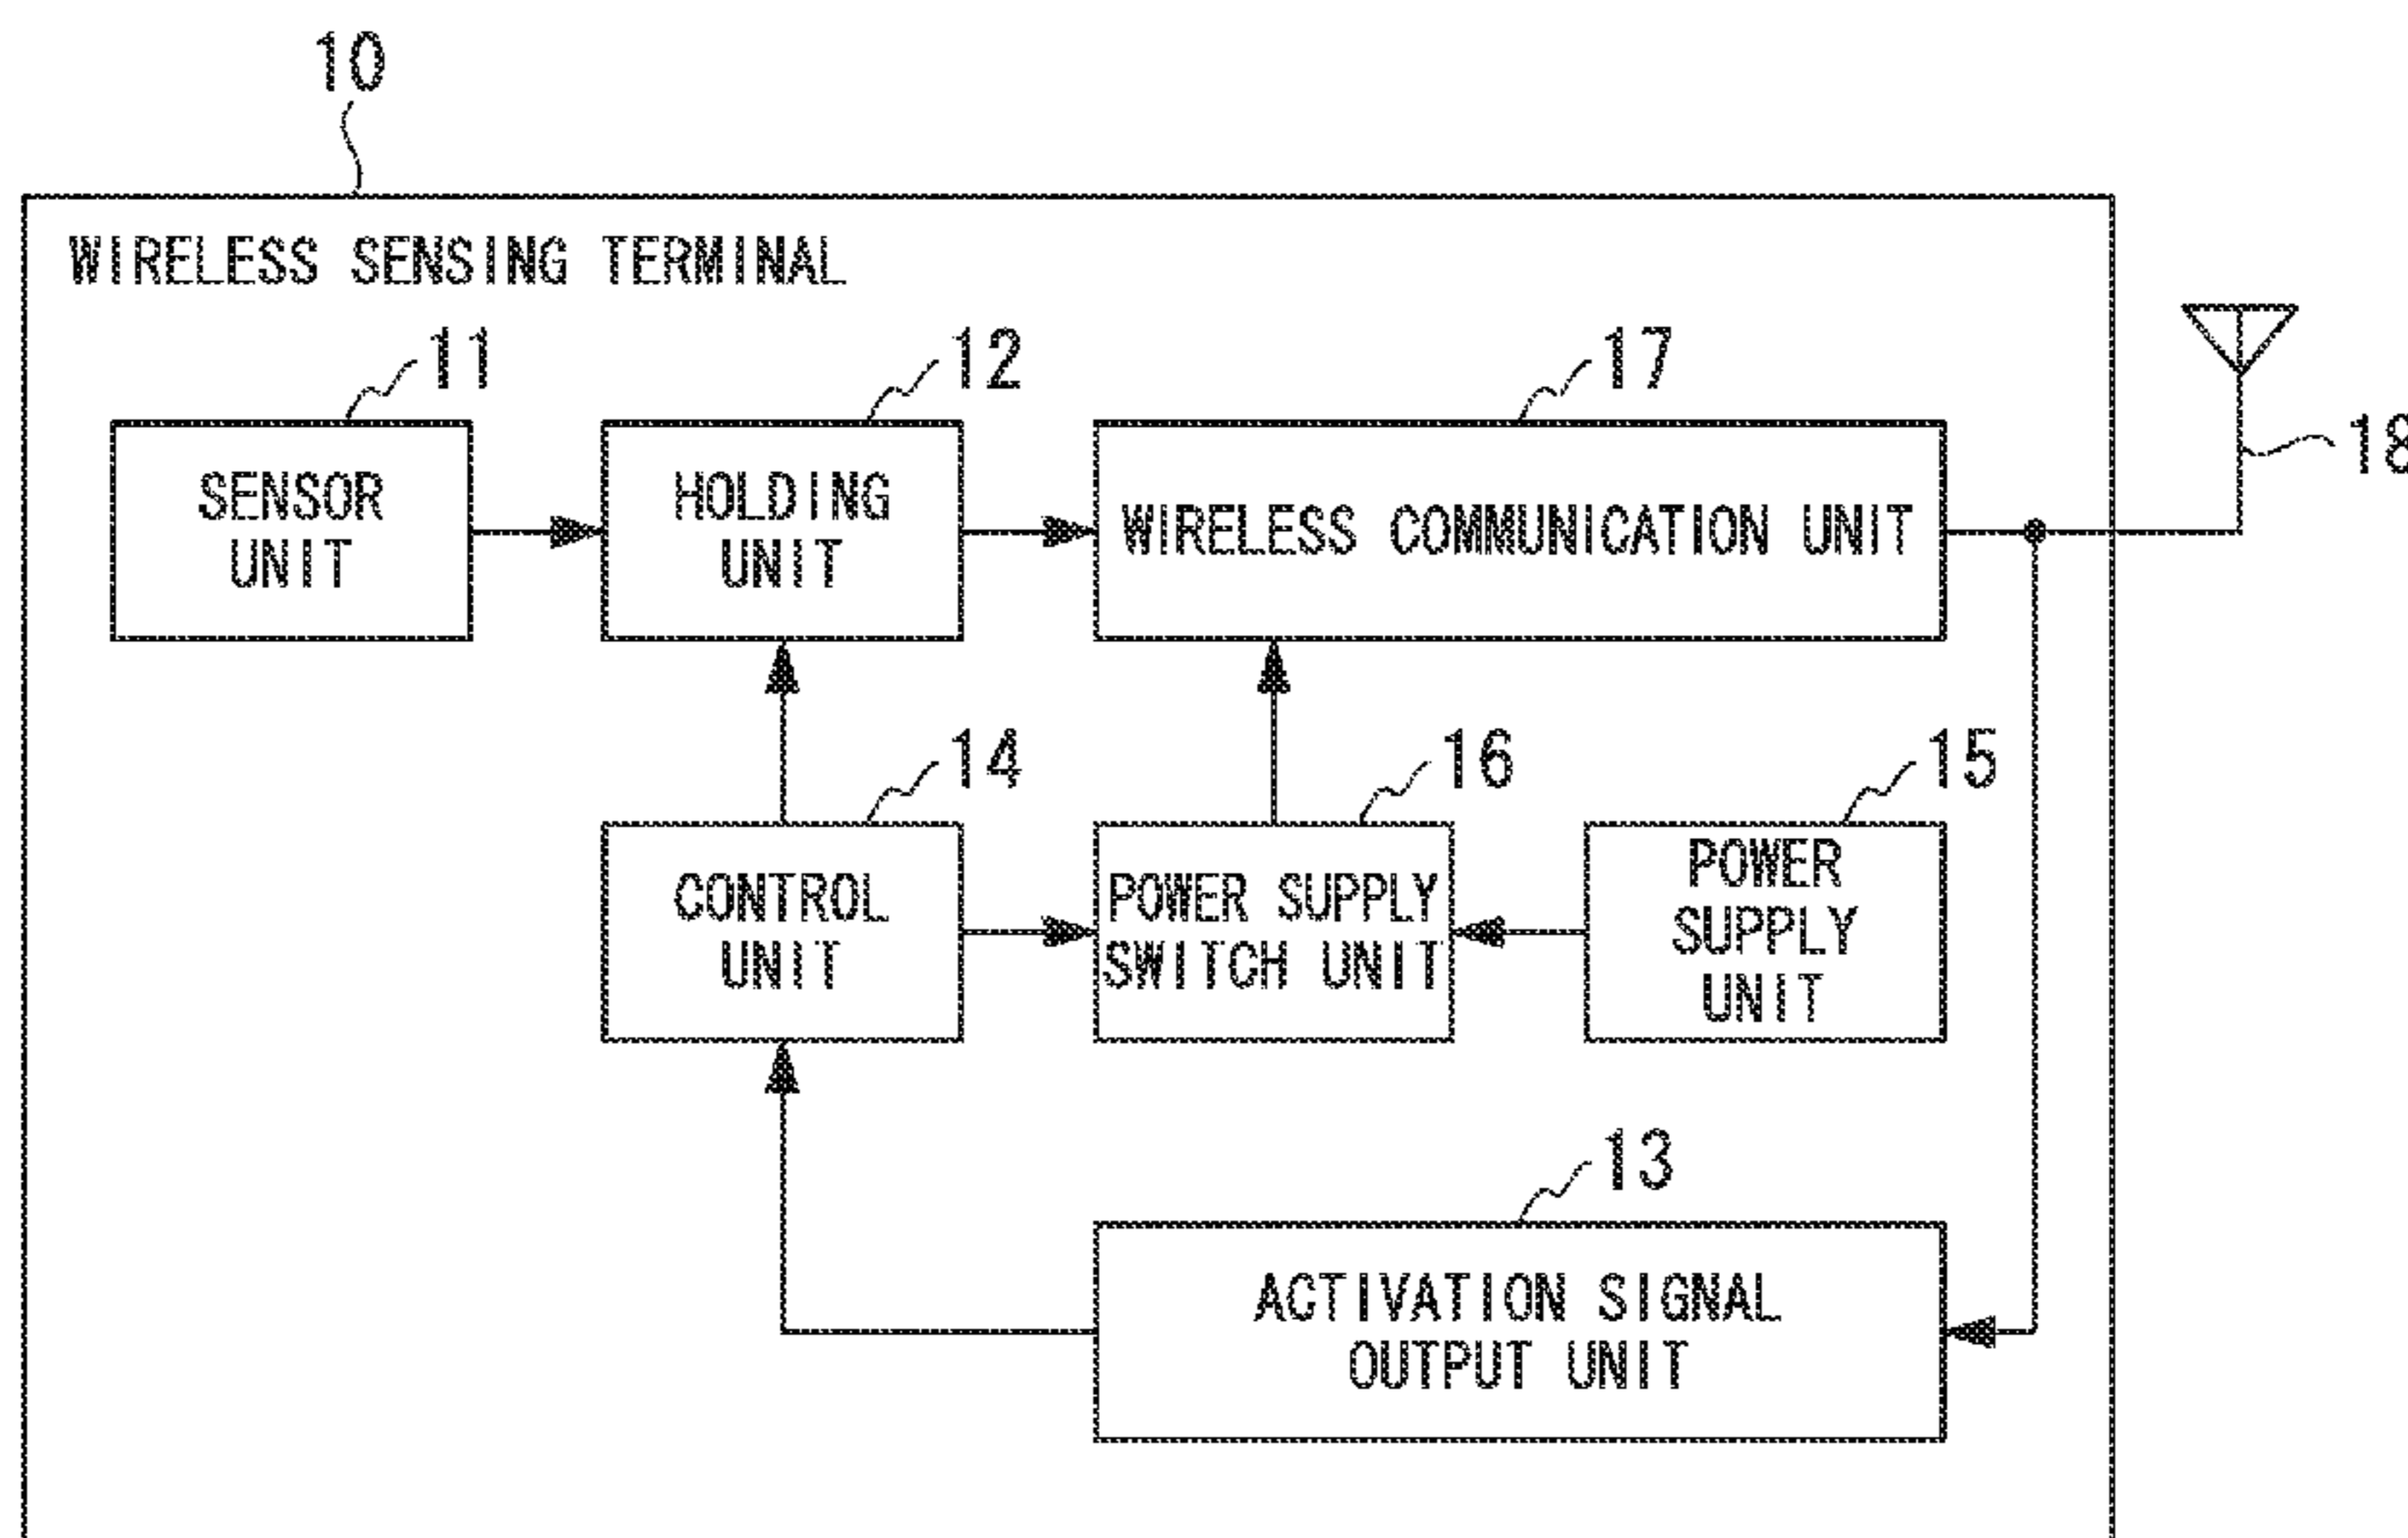 10
WIRELESS SENSING TERMINAL
11
12
17
18
SENSOR
UNIT
HOLDING
UNIT
WIRELESS COMMUNICATION UNIT
14
16
15
CONTROL
UNIT
POWER SUPPLY
SWITCH UNIT
POWER
SUPPLY
UNIT
13
ACTIVATION SIGNAL
OUTPUT UNIT